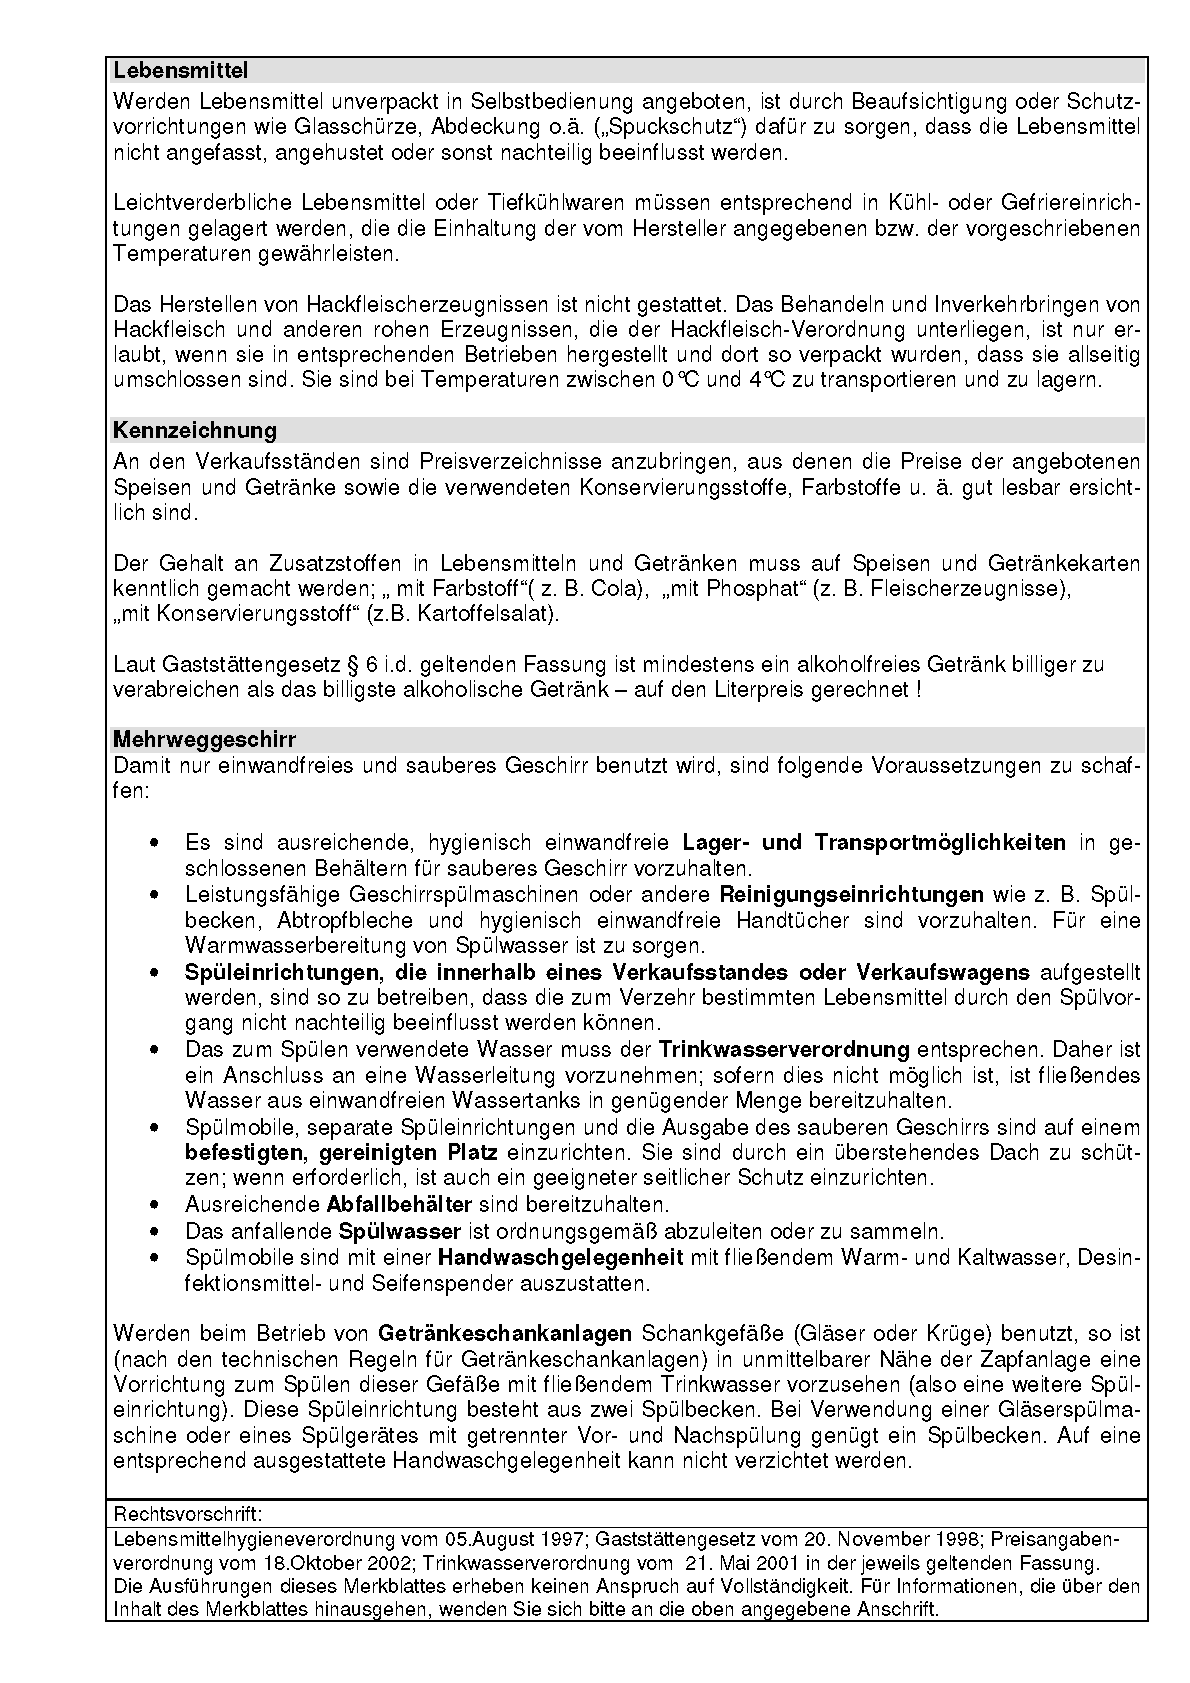 Lebensmittel
Werden Lebensmittel unverpackt in Selbstbedienung angeboten, ist durch Beaufsichtigung oder Schutz-
vorrichtungen wie Glasschürze, Abdeckung o.ä. („Spuckschutz“) dafür zu sorgen, dass die Lebensmittel
nicht angefasst, angehustet oder sonst nachteilig beeinflusst werden.
Leichtverderbliche Lebensmittel oder Tiefkühlwaren müssen entsprechend in Kühl- oder Gefriereinrich-
tungen gelagert werden, die die Einhaltung der vom Hersteller angegebenen bzw. der vorgeschriebenen
Temperaturen gewährleisten.
Das Herstellen von Hackfleischerzeugnissen ist nicht gestattet. Das Behandeln und Inverkehrbringen von
Hackfleisch und anderen rohen Erzeugnissen, die der Hackfleisch-Verordnung unterliegen, ist nur er-
laubt, wenn sie in entsprechenden Betrieben hergestellt und dort so verpackt wurden, dass sie allseitig
umschlossen sind. Sie sind bei Temperaturen zwischen 0°C und 4°C zu transportieren und zu lagern.
Kennzeichnung
An den Verkaufsständen sind Preisverzeichnisse anzubringen, aus denen die Preise der angebotenen
Speisen und Getränke sowie die verwendeten Konservierungsstoffe, Farbstoffe u. ä. gut lesbar ersicht-
lich sind.
Der Gehalt an Zusatzstoffen in Lebensmitteln und Getränken muss auf Speisen und Getränkekarten
kenntlich gemacht werden; „ mit Farbstoff“( z. B. Cola),  „mit Phosphat“ (z. B. Fleischerzeugnisse),
„mit Konservierungsstoff“ (z.B. Kartoffelsalat).
Laut Gaststättengesetz § 6 i.d. geltenden Fassung ist mindestens ein alkoholfreies Getränk billiger zu
verabreichen als das billigste alkoholische Getränk – auf den Literpreis gerechnet !
Mehrweggeschirr
Damit nur einwandfreies und sauberes Geschirr benutzt wird, sind folgende Voraussetzungen zu schaf-
fen:
• Es sind ausreichende, hygienisch einwandfreie Lager- und Transportmöglichkeiten in ge-
schlossenen Behältern für sauberes Geschirr vorzuhalten.
• Leistungsfähige Geschirrspülmaschinen oder andere Reinigungseinrichtungen wie z. B. Spül-
becken, Abtropfbleche und hygienisch einwandfreie Handtücher sind vorzuhalten. Für eine
Warmwasserbereitung von Spülwasser ist zu sorgen.
• Spüleinrichtungen, die innerhalb eines Verkaufsstandes oder Verkaufswagens aufgestellt
werden, sind so zu betreiben, dass die zum Verzehr bestimmten Lebensmittel durch den Spülvor-
gang nicht nachteilig beeinflusst werden können.
• Das zum Spülen verwendete Wasser muss der Trinkwasserverordnung entsprechen. Daher ist
ein Anschluss an eine Wasserleitung vorzunehmen; sofern dies nicht möglich ist, ist fließendes
Wasser aus einwandfreien Wassertanks in genügender Menge bereitzuhalten.
• Spülmobile, separate Spüleinrichtungen und die Ausgabe des sauberen Geschirrs sind auf einem
befestigten, gereinigten Platz einzurichten. Sie sind durch ein überstehendes Dach zu schüt-
zen; wenn erforderlich, ist auch ein geeigneter seitlicher Schutz einzurichten.
• Ausreichende Abfallbehälter sind bereitzuhalten.
• Das anfallende Spülwasser ist ordnungsgemäß abzuleiten oder zu sammeln.
• Spülmobile sind mit einer Handwaschgelegenheit mit fließendem Warm- und Kaltwasser, Desin-
fektionsmittel- und Seifenspender auszustatten.
Werden beim Betrieb von Getränkeschankanlagen Schankgefäße (Gläser oder Krüge) benutzt, so ist
(nach den technischen Regeln für Getränkeschankanlagen) in unmittelbarer Nähe der Zapfanlage eine
Vorrichtung zum Spülen dieser Gefäße mit fließendem Trinkwasser vorzusehen (also eine weitere Spül-
einrichtung). Diese Spüleinrichtung besteht aus zwei Spülbecken. Bei Verwendung einer Gläserspülma-
schine oder eines Spülgerätes mit getrennter Vor- und Nachspülung genügt ein Spülbecken. Auf eine
entsprechend ausgestattete Handwaschgelegenheit kann nicht verzichtet werden.
Rechtsvorschrift:
Lebensmittelhygieneverordnung vom 05.August 1997; Gaststättengesetz vom 20. November 1998; Preisangaben-
verordnung vom 18.Oktober 2002; Trinkwasserverordnung vom  21. Mai 2001 in der jeweils geltenden Fassung.
Die Ausführungen dieses Merkblattes erheben keinen Anspruch auf Vollständigkeit. Für Informationen, die über den
Inhalt des Merkblattes hinausgehen, wenden Sie sich bitte an die oben angegebene Anschrift.